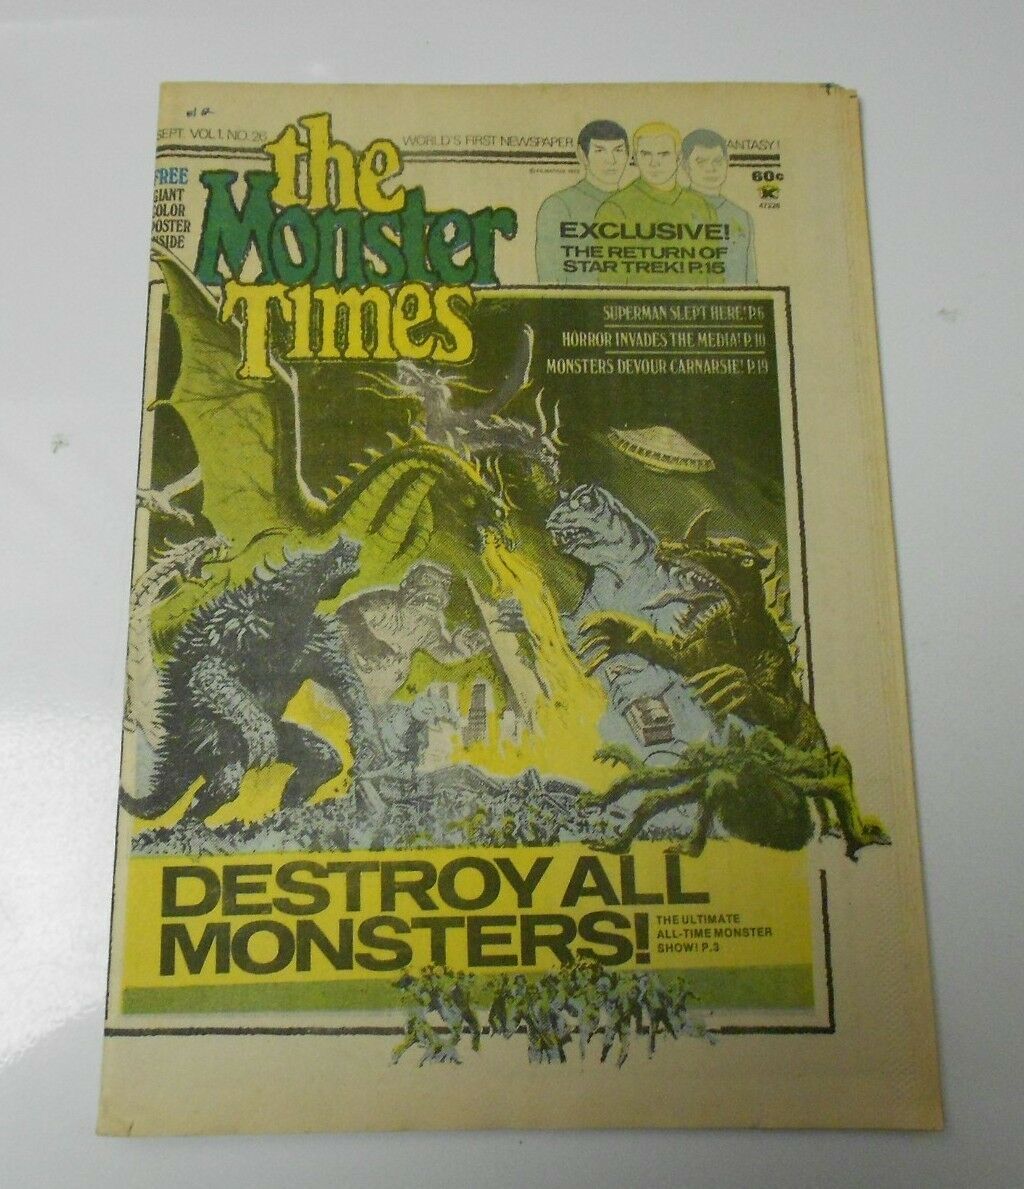 SEPT. VOL 1, NO. 26
WORLD'S FIRST NEWSPAPER
ANTASY!
FREE
GIANT
COLOR
POSTER
INSIDE
the
Monster
Times
60¢
K
47226
EXCLUSIVE!
THE RETURN OF
STAR TREK! P.15
SUPERMAN SLEPT HERE! P.6
HORROR INVADES THE MEDIA! P.10
MONSTERS DEVOUR CARNARSIE! P.19
DESTROY ALL
MONSTERS!
THE ULTIMATE
ALL-TIME MONSTER
SHOW! P.3